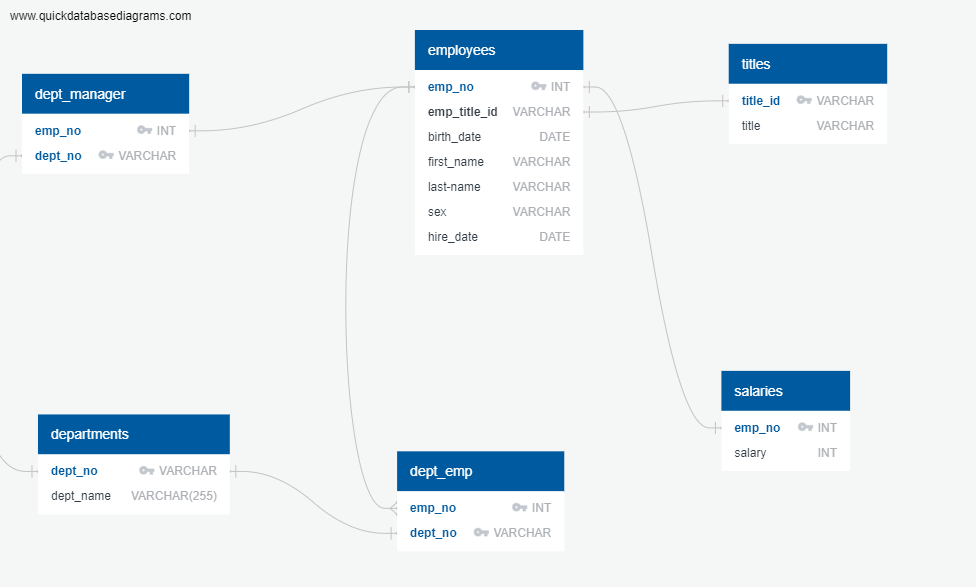 www.quickdatabasediagrams.com
employees
emp_no INT
emp_title_id VARCHAR
birth_date DATE
first_name VARCHAR
last-name VARCHAR
sex VARCHAR
hire_date DATE
titles
title_id VARCHAR
title VARCHAR
dept_manager
emp_no INT
dept_no VARCHAR
salaries
emp_no INT
salary INT
departments
dept_no VARCHAR
dept_name VARCHAR(255)
dept_emp
emp_no INT
dept_no VARCHAR